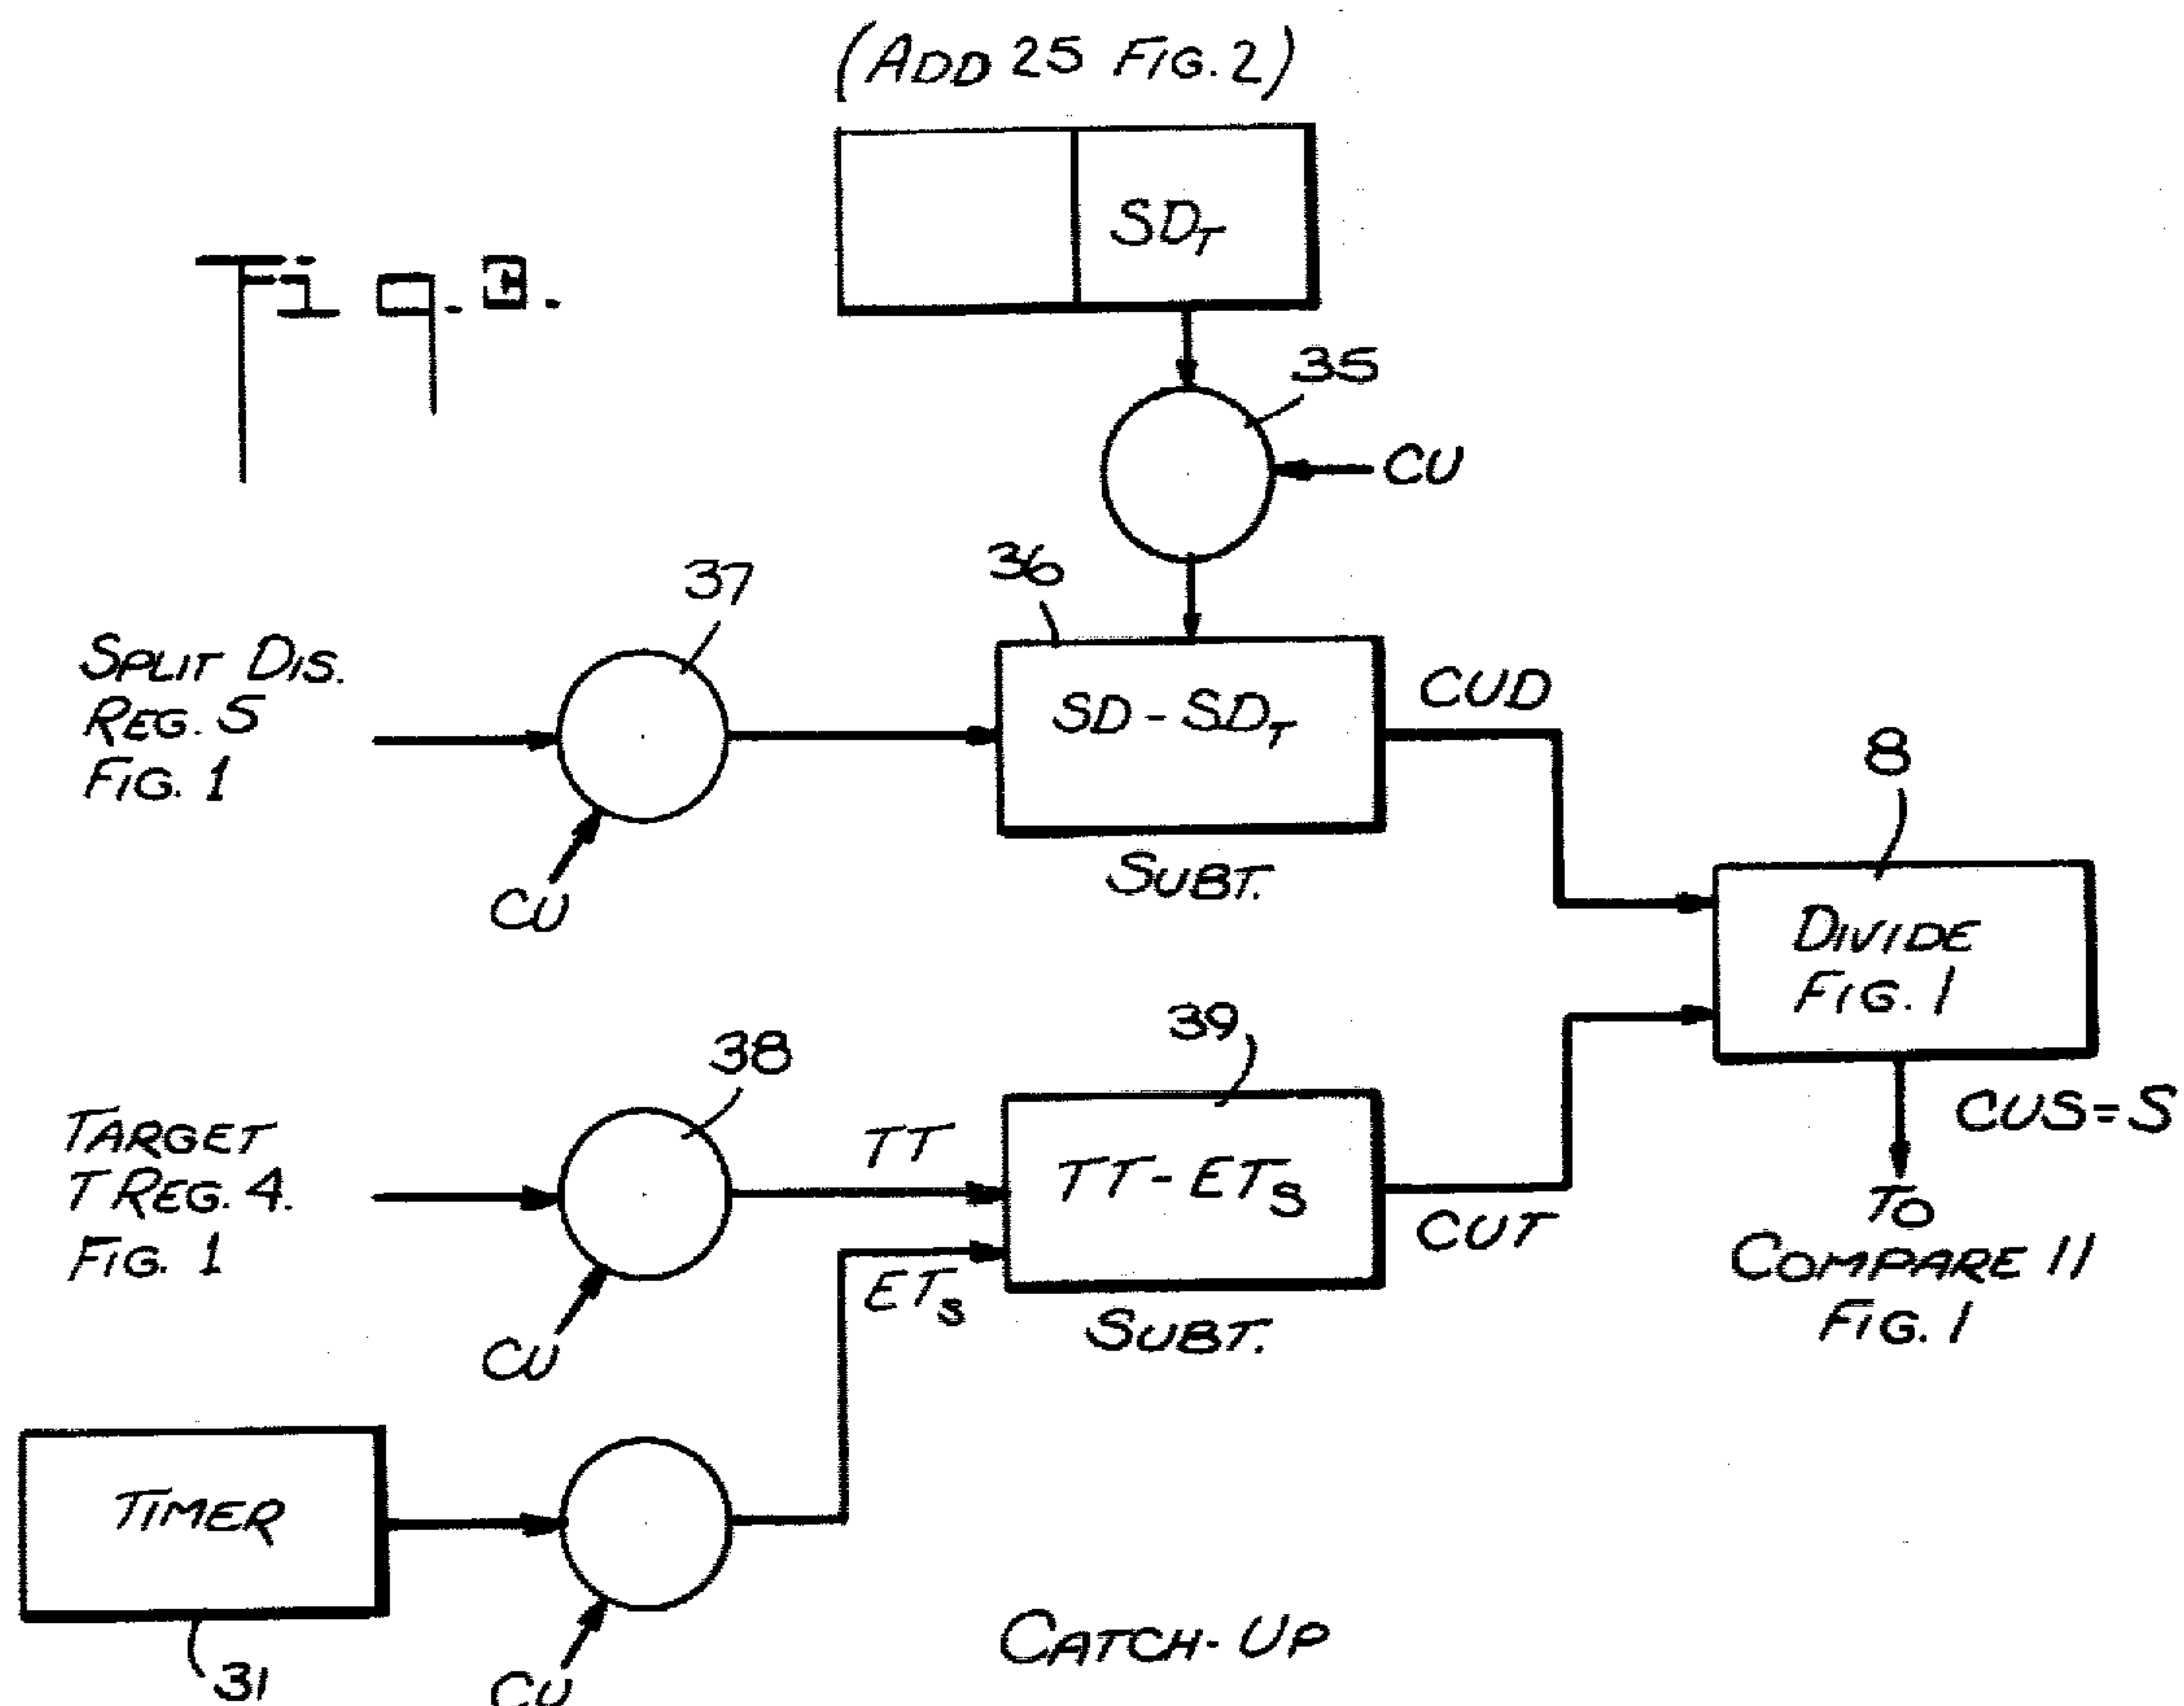 (ADD 25 FIG. 2)
SD_T
Fig. 3.
35
CU
36
37
SPLIT DIS.
REG. 5
FIG. 1
SD - SD_T
CUD
CU
SUBT.
8
DIVIDE
FIG. 1
38
39
TARGET
T REG. 4.
FIG. 1
TT
TT - ET_S
CUT
CUS = S
ET_S
CU
SUBT.
TO
COMPARE 11
FIG. 1
TIMER
31
CU
CATCH-UP